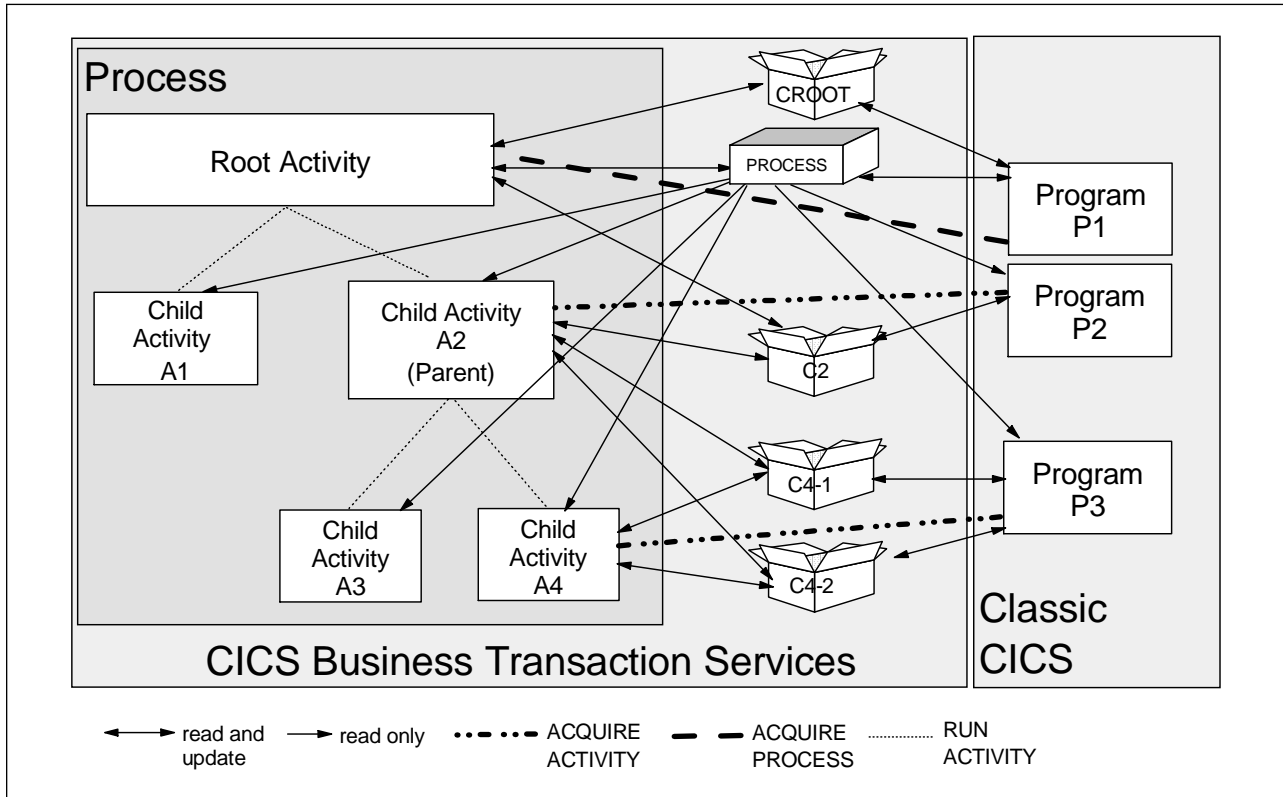 Process
CROOT
Root Activity
PROCESS
Program
P1
Program
P2
Child
Activity
A1
Child Activity
A2
(Parent)
C2
C4-1
Program
P3
Child
Activity
A3
Child
Activity
A4
C4-2
Classic
CICS
CICS Business Transaction Services
read and
update
read only
ACQUIRE
ACTIVITY
ACQUIRE
PROCESS
RUN
ACTIVITY